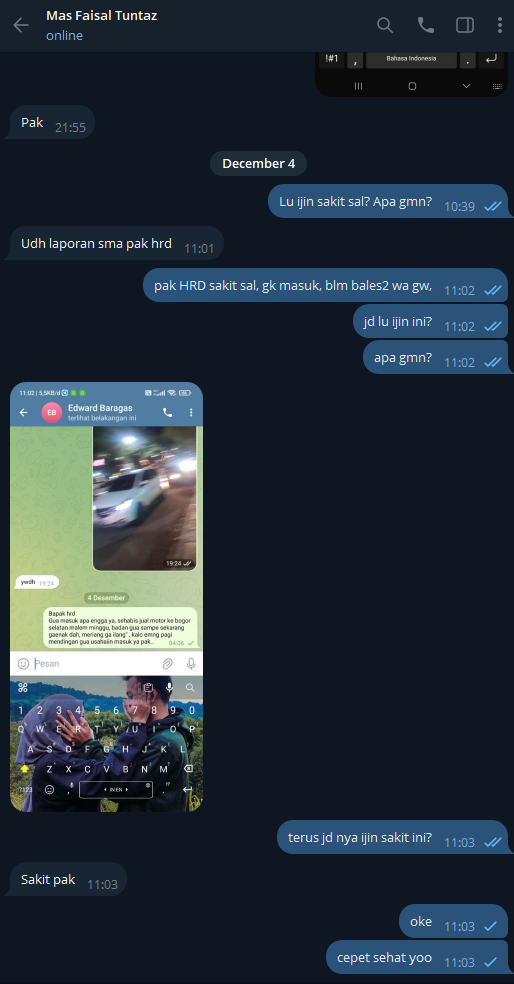 Mas Faisal Tuntaz
online
!#1 , Bahasa Indonesia .
Pak 21:55
December 4
Lu ijin sakit sal? Apa gmn? 10:39
Udh laporan sma pak hrd 11:01
pak HRD sakit sal, gk masuk, blm bales2 wa gw, 11:02
jd lu ijin ini? 11:02
apa gmn? 11:02
11:02 | 5,5KB/d
EB Edward Baragas
terlihat belakangan ini
19:24
ywdh 19:24
4 Desember
Bapak hrd
Gua masuk apa engga ya, sehabis jual motor ke bogor
selatan malem minggu, badan gua sampe sekarang
gaenak dah, meriang ga ilang", kalo emng pagi
mendingan gua usahaiin masuk ya pak..
04:06
Pesan
1 2 3 4 5 6 7 8 9 0
Q W E R T Y U I O P
A S D F G H J K L
Z X C V B N M
?123 , IN EN .
terus jd nya ijin sakit ini? 11:03
Sakit pak 11:03
oke 11:03
cepet sehat yoo 11:03